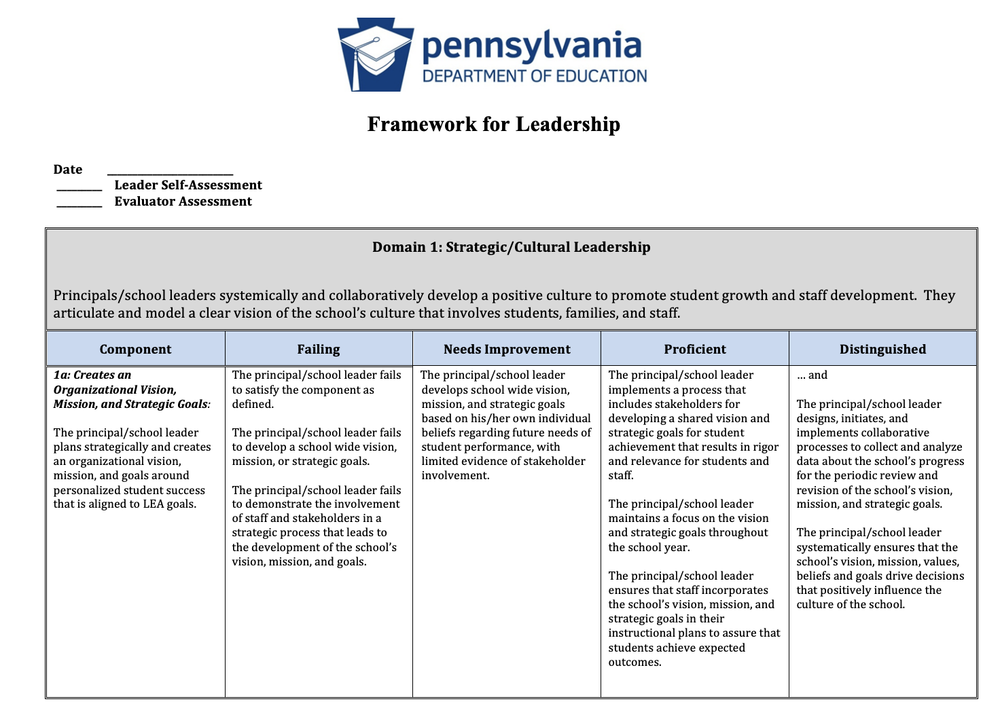 pennsylvania
DEPARTMENT OF EDUCATION
Framework for Leadership
Date ____________________
________ Leader Self-Assessment
________ Evaluator Assessment
Domain 1: Strategic/Cultural Leadership
Principals/school leaders systemically and collaboratively develop a positive culture to promote student growth and staff development.  They
articulate and model a clear vision of the school’s culture that involves students, families, and staff.
Component
Failing
Needs Improvement
Proficient
Distinguished
1a: Creates an
Organizational Vision,
Mission, and Strategic Goals:
The principal/school leader
plans strategically and creates
an organizational vision,
mission, and goals around
personalized student success
that is aligned to LEA goals.
The principal/school leader fails
to satisfy the component as
defined.
The principal/school leader fails
to develop a school wide vision,
mission, or strategic goals.
The principal/school leader fails
to demonstrate the involvement
of staff and stakeholders in a
strategic process that leads to
the development of the school’s
vision, mission, and goals.
The principal/school leader
develops school wide vision,
mission, and strategic goals
based on his/her own individual
beliefs regarding future needs of
student performance, with
limited evidence of stakeholder
involvement.
The principal/school leader
implements a process that
includes stakeholders for
developing a shared vision and
strategic goals for student
achievement that results in rigor
and relevance for students and
staff.
The principal/school leader
maintains a focus on the vision
and strategic goals throughout
the school year.
The principal/school leader
ensures that staff incorporates
the school’s vision, mission, and
strategic goals in their
instructional plans to assure that
students achieve expected
outcomes.
… and
The principal/school leader
designs, initiates, and
implements collaborative
processes to collect and analyze
data about the school’s progress
for the periodic review and
revision of the school’s vision,
mission, and strategic goals.
The principal/school leader
systematically ensures that the
school’s vision, mission, values,
beliefs and goals drive decisions
that positively influence the
culture of the school.